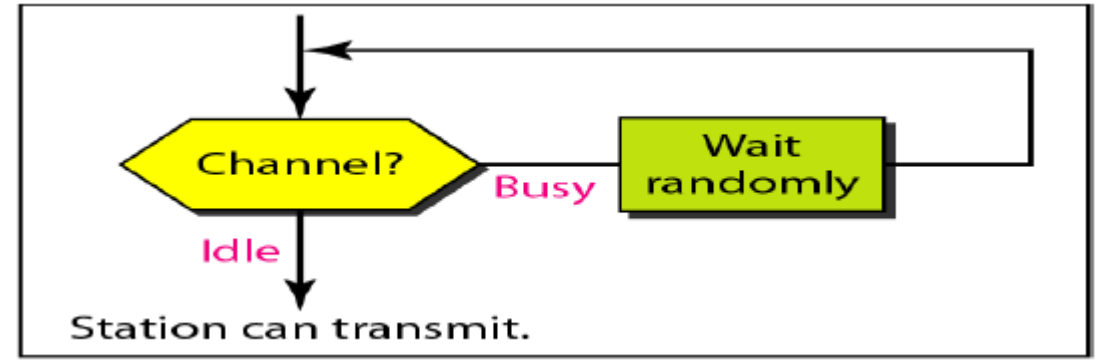 Channel?
Wait
randomly
Busy
Idle
Station can transmit.